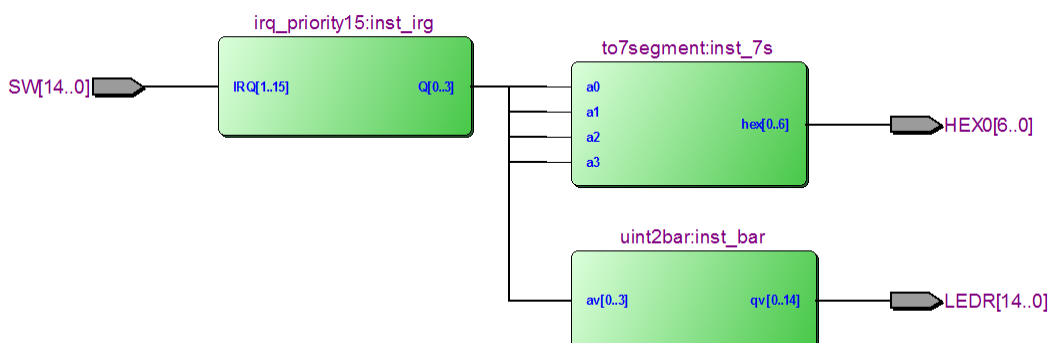 irq_priority15:inst_irg
to7segment:inst_7s
SW[14..0]
IRQ[1..15]
Q[0..3]
a0
a1
a2
a3
hex[0..6]
HEX0[6..0]
uint2bar:inst_bar
av[0..3]
qv[0..14]
LEDR[14..0]